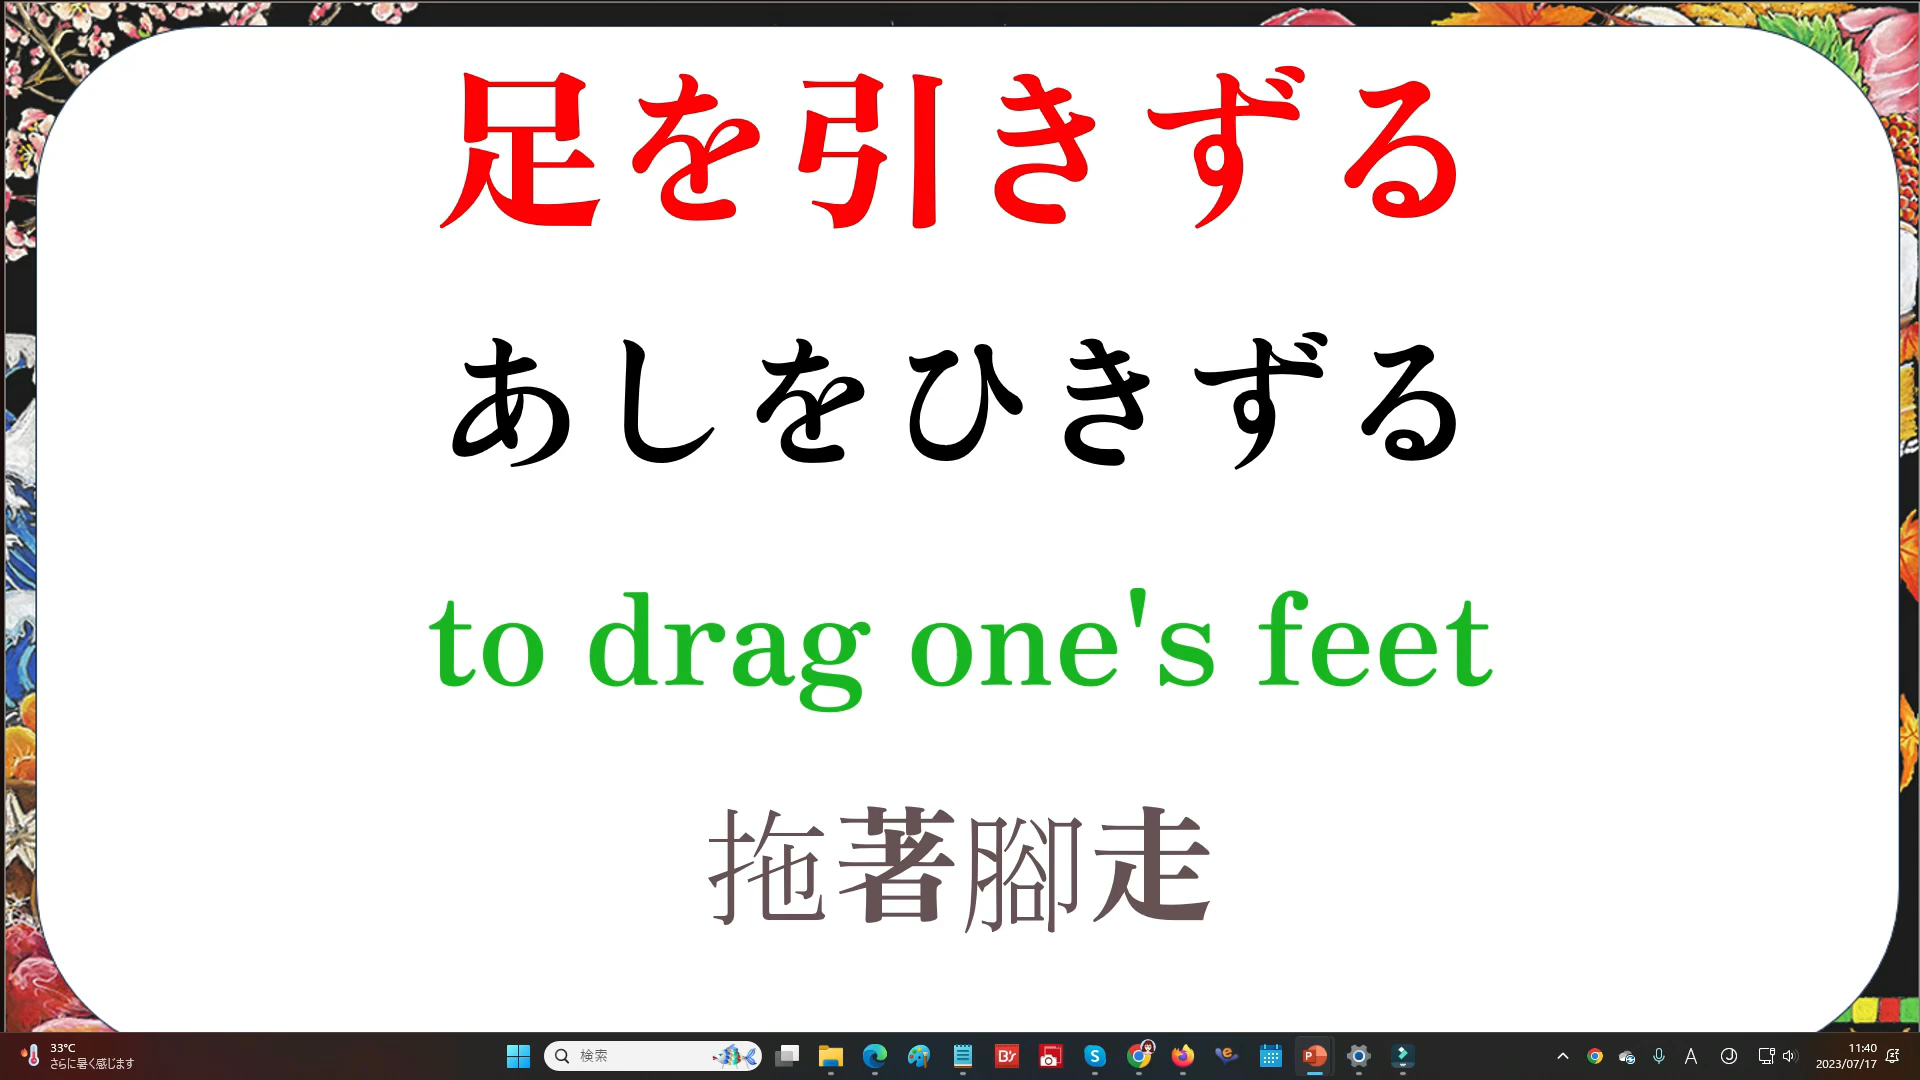 足を引きずる
あしをひきずる
to drag one's feet
拖著腳走
33°C
さらに暑く感じます
検索
11:40
2023/07/17